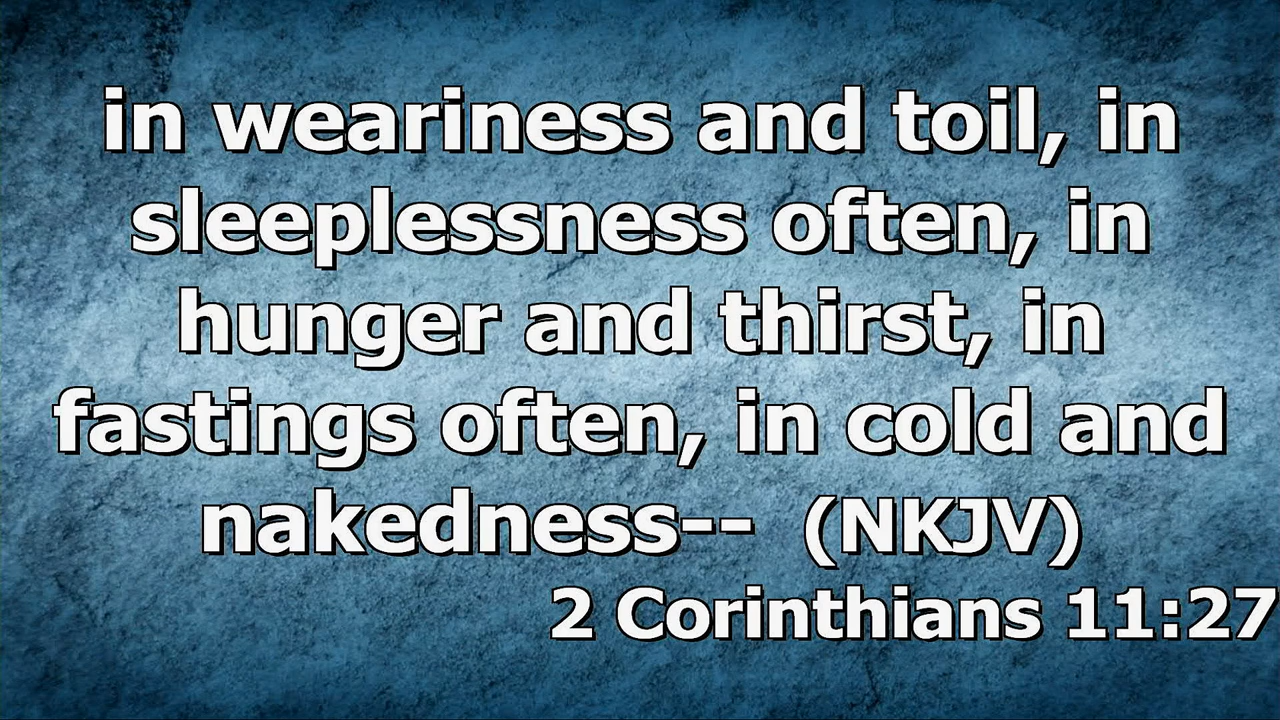 in weariness and toil, in
sleeplessness often, in
hunger and thirst, in
fastings often, in cold and
nakedness--  (NKJV)
2 Corinthians 11:27